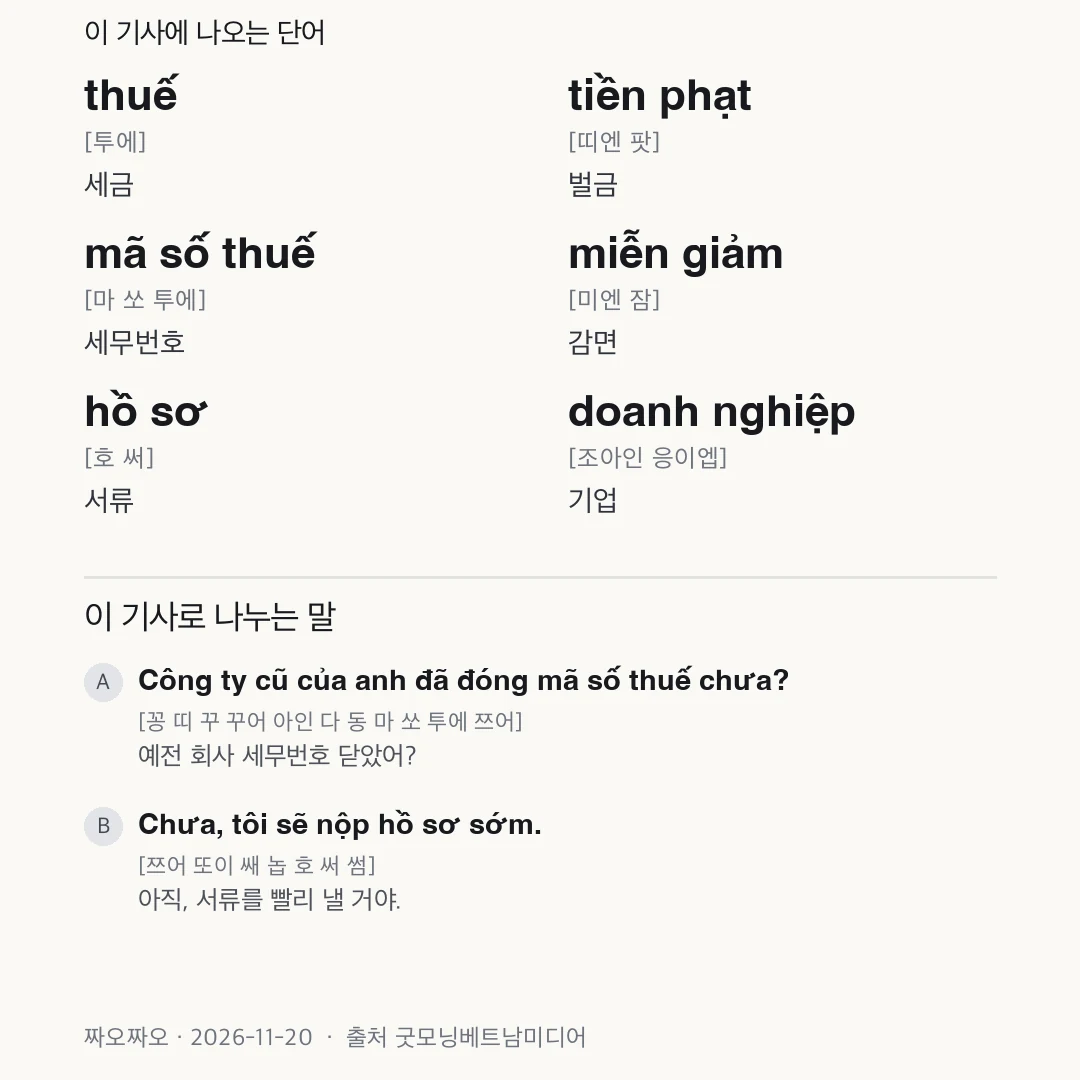 이 기사에 나오는 단어
thuế
[투에]
세금
tiền phạt
[띠엔 팟]
벌금
mã số thuế
[마 쏘 투에]
세무번호
miễn giảm
[미엔 잠]
감면
hồ sơ
[호 써]
서류
doanh nghiệp
[조아인 응이엡]
기업
이 기사로 나누는 말
A Công ty cũ của anh đã đóng mã số thuế chưa?
[꽁 띠 꾸 꾸어 아인 다 동 마 쏘 투에 쯔어]
예전 회사 세무번호 닫았어?
B Chưa, tôi sẽ nộp hồ sơ sớm.
[쯔어 또이 쌔 놉 호 써 썸]
아직, 서류를 빨리 낼 거야.
짜오짜오 · 2026-11-20 · 출처 굿모닝베트남미디어